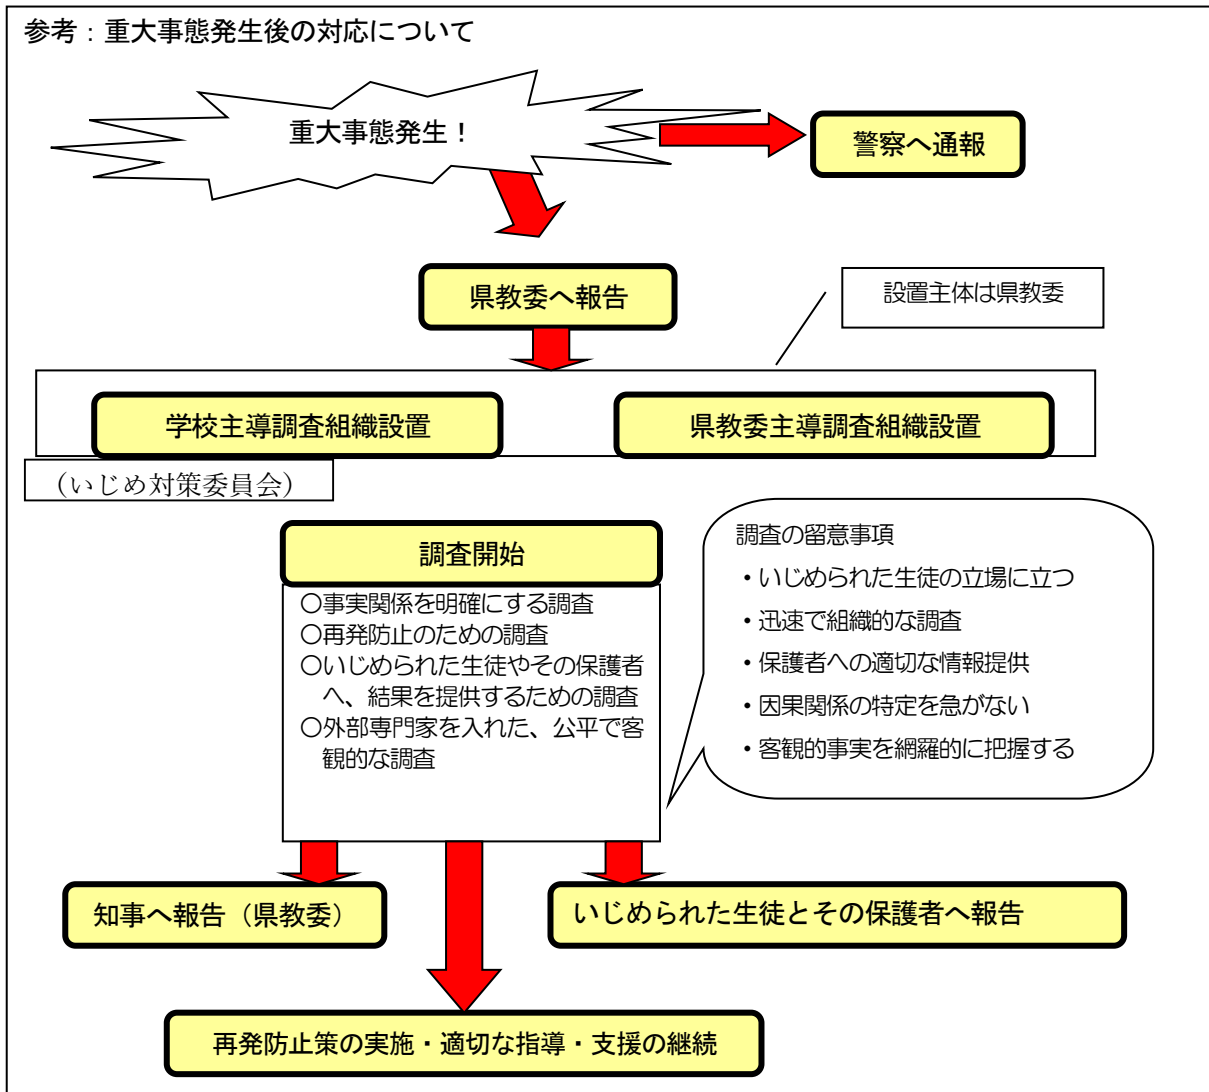 参考：重大事態発生後の対応について
重大事態発生！
警察へ通報
県教委へ報告
設置主体は県教委
学校主導調査組織設置
県教委主導調査組織設置
（いじめ対策委員会）
調査開始
○事実関係を明確にする調査
○再発防止のための調査
○いじめられた生徒やその保護者
へ、結果を提供するための調査
○外部専門家を入れた、公平で客
観的な調査
調査の留意事項
・いじめられた生徒の立場に立つ
・迅速で組織的な調査
・保護者への適切な情報提供
・因果関係の特定を急がない
・客観的事実を網羅的に把握する
知事へ報告（県教委）
いじめられた生徒とその保護者へ報告
再発防止策の実施・適切な指導・支援の継続